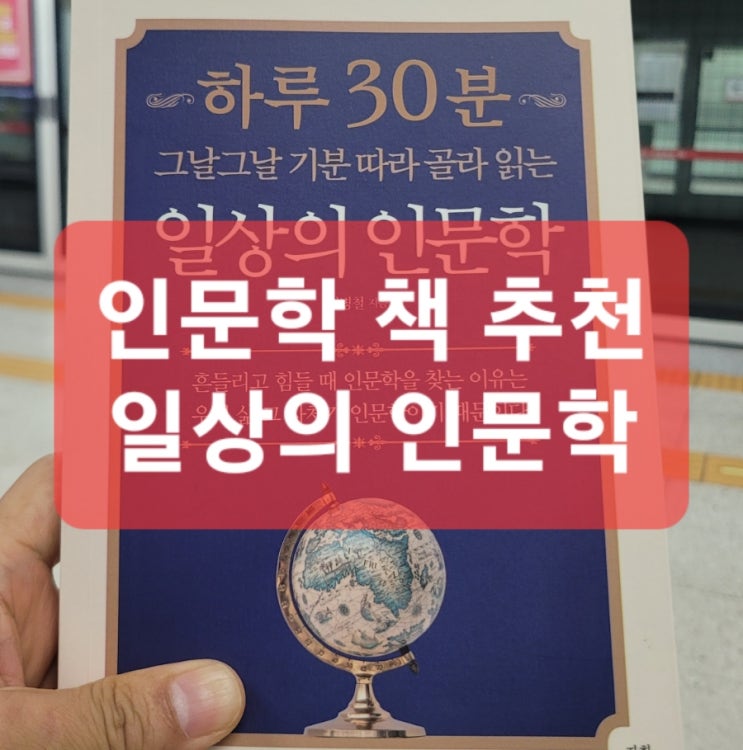 하루 30분
그날그날 기분 따라 골라 읽는
일상의 인문학
인문학 책 추천
흔들리고 힘들 때 인문학을 찾는 이유는
일상의 인문학